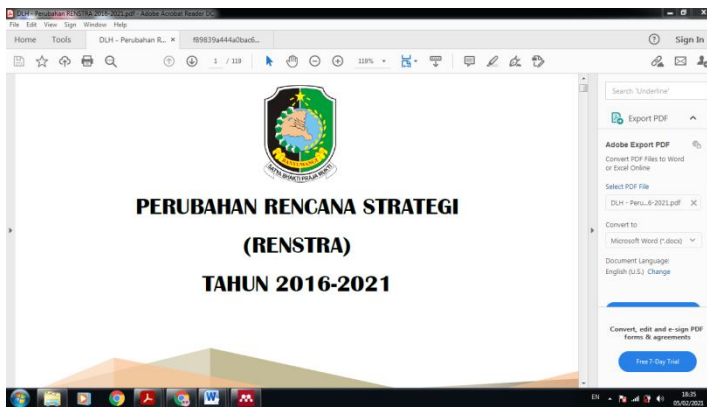 DLH - Perubahan RENSTRA 2016-2021.pdf - Adobe Acrobat Reader DC
File Edit View Sign Window Help
Home Tools DLH - Perubahan R... × f89839a444a0bac6... Sign In
1 / 119 119%
Search 'Underline'
Export PDF
Adobe Export PDF
Convert PDF Files to Word
or Excel Online
Select PDF File
DLH - Peru...6-2021.pdf ×
Convert to
Microsoft Word (*.docx)
Document Language:
English (U.S.) Change
Convert, edit and e-sign PDF
forms & agreements
Free 7-Day Trial
BANYUWANGI
SATYA BHAKTI PRAJA MUKTI
PERUBAHAN RENCANA STRATEGI
(RENSTRA)
TAHUN 2016-2021
EN 18:35
05/02/2021